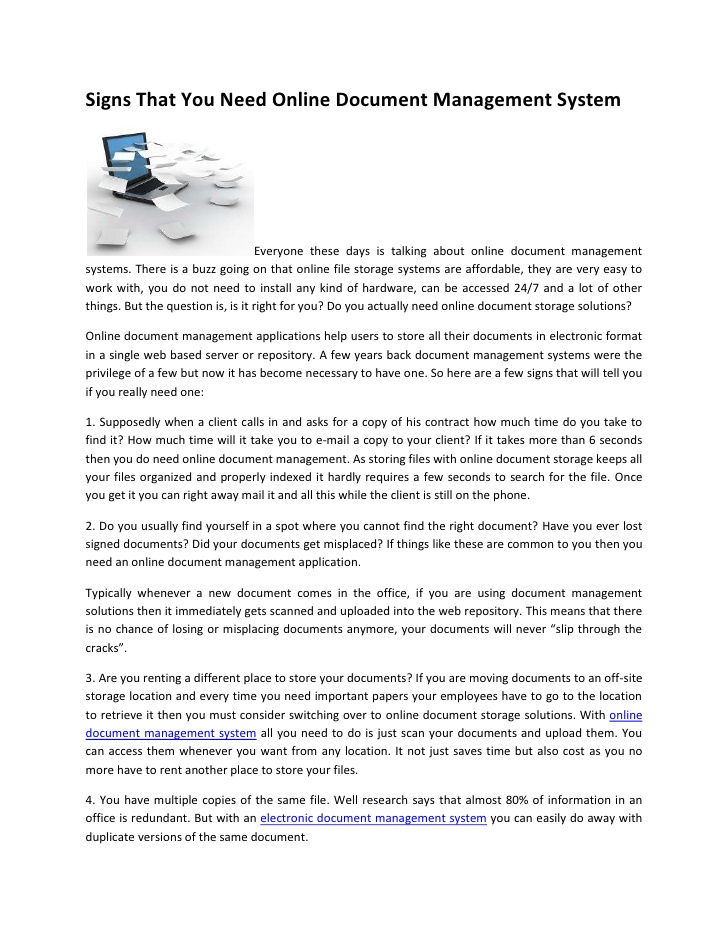 Signs That You Need Online Document Management System
Everyone these days is talking about online document management
systems. There is a buzz going on that online file storage systems are affordable, they are very easy to
work with, you do not need to install any kind of hardware, can be accessed 24/7 and a lot of other
things. But the question is, is it right for you? Do you actually need online document storage solutions?
Online document management applications help users to store all their documents in electronic format
in a single web based server or repository. A few years back document management systems were the
privilege of a few but now it has become necessary to have one. So here are a few signs that will tell you
if you really need one:
1. Supposedly when a client calls in and asks for a copy of his contract how much time do you take to
find it? How much time will it take you to e-mail a copy to your client? If it takes more than 6 seconds
then you do need online document management. As storing files with online document storage keeps all
your files organized and properly indexed it hardly requires a few seconds to search for the file. Once
you get it you can right away mail it and all this while the client is still on the phone.
2. Do you usually find yourself in a spot where you cannot find the right document? Have you ever lost
signed documents? Did your documents get misplaced? If things like these are common to you then you
need an online document management application.
Typically whenever a new document comes in the office, if you are using document management
solutions then it immediately gets scanned and uploaded into the web repository. This means that there
is no chance of losing or misplacing documents anymore, your documents will never “slip through the
cracks”.
3. Are you renting a different place to store your documents? If you are moving documents to an off-site
storage location and every time you need important papers your employees have to go to the location
to retrieve it then you must consider switching over to online document storage solutions. With online
document management system all you need to do is just scan your documents and upload them. You
can access them whenever you want from any location. It not just saves time but also cost as you no
more have to rent another place to store your files.
4. You have multiple copies of the same file. Well research says that almost 80% of information in an
office is redundant. But with an electronic document management system you can easily do away with
duplicate versions of the same document.